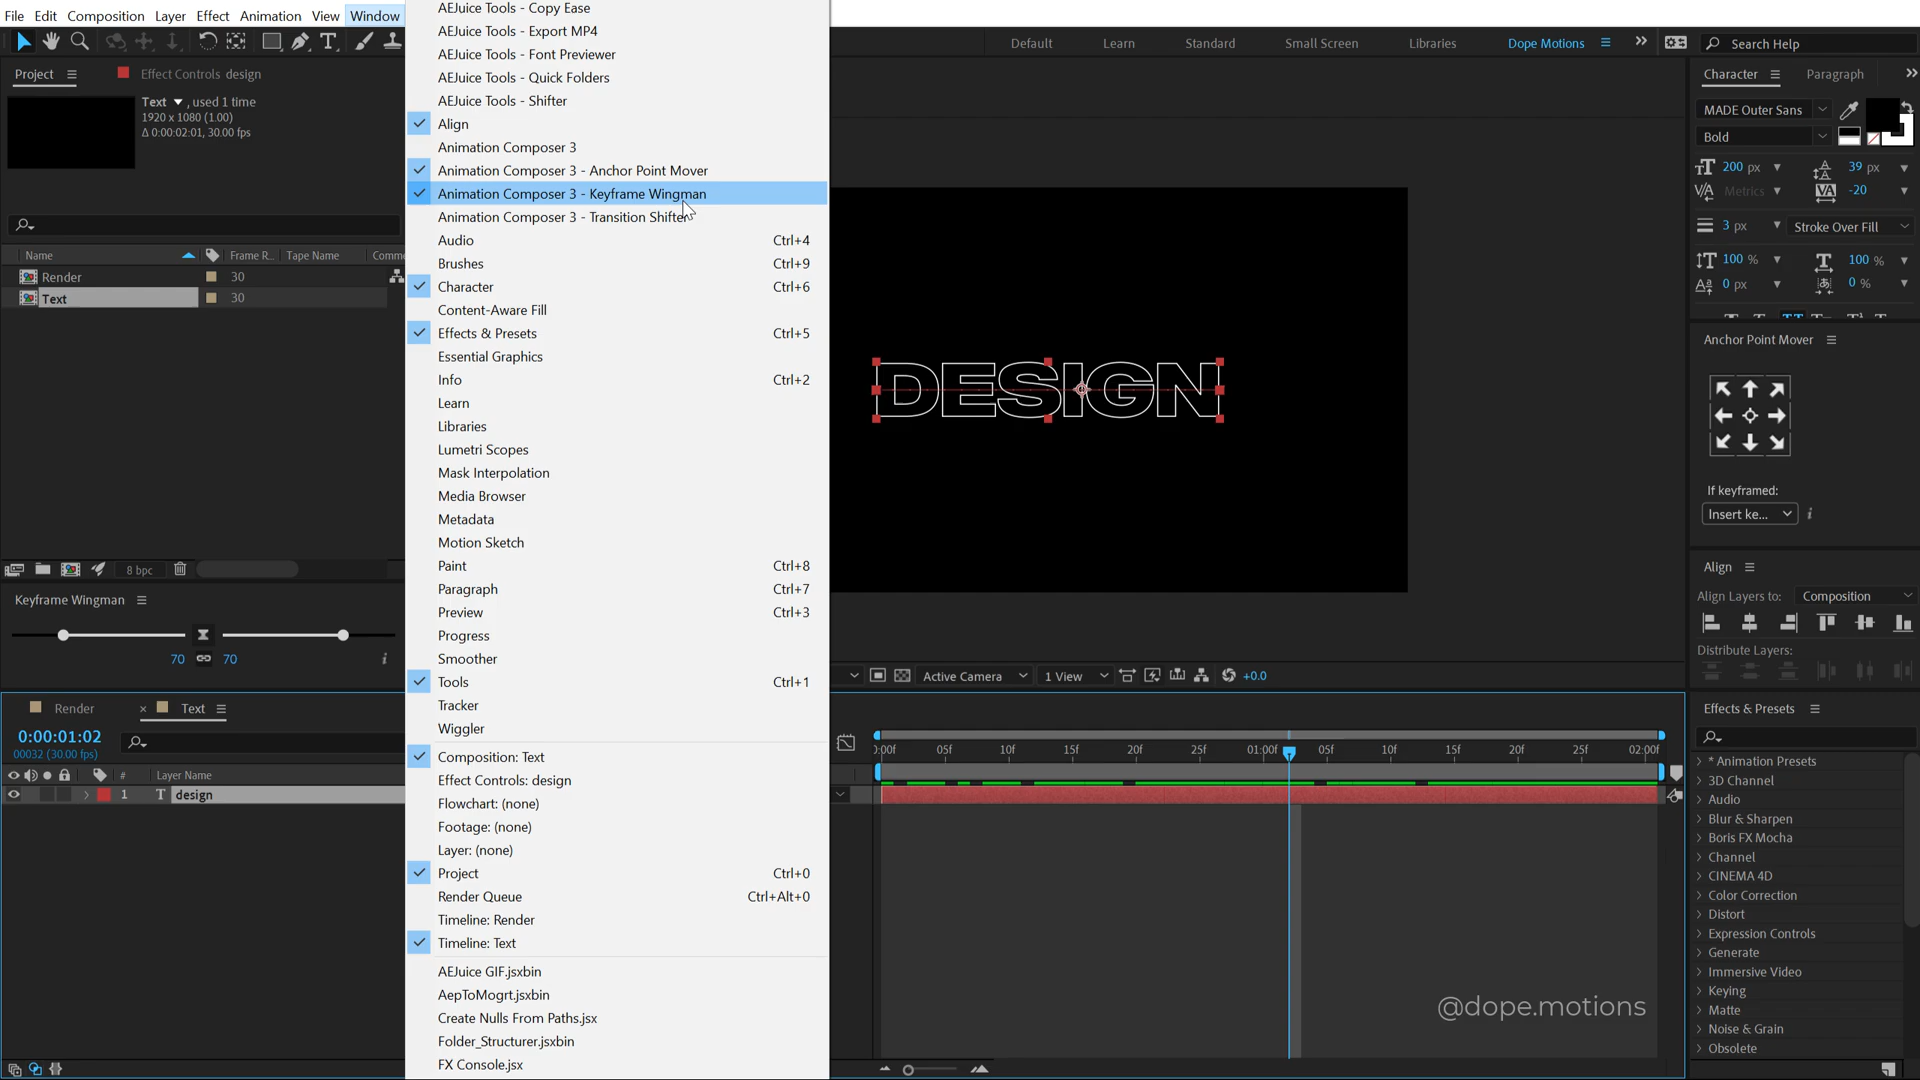 File Edit Composition Layer Effect Animation View Window
Default Learn Standard Small Screen Libraries Dope Motions Search Help
Project
Effect Controls design
Text , used 1 time
1920 x 1080 (1.00)
Δ 0:00:02:01, 30.00 fps
Name Frame R... Tape Name Comme
Render 30
Text 30
8 bpc
Keyframe Wingman
70 70
AEJuice Tools - Copy Ease
AEJuice Tools - Export MP4
AEJuice Tools - Font Previewer
AEJuice Tools - Quick Folders
AEJuice Tools - Shifter
Align
Animation Composer 3
Animation Composer 3 - Anchor Point Mover
Animation Composer 3 - Keyframe Wingman
Animation Composer 3 - Transition Shifter
Audio Ctrl+4
Brushes Ctrl+9
Character Ctrl+6
Content-Aware Fill
Effects & Presets Ctrl+5
Essential Graphics
Info Ctrl+2
Learn
Libraries
Lumetri Scopes
Mask Interpolation
Media Browser
Metadata
Motion Sketch
Paint Ctrl+8
Paragraph Ctrl+7
Preview Ctrl+3
Progress
Smoother
Tools Ctrl+1
Tracker
Wiggler
Composition: Text
Effect Controls: design
Flowchart: (none)
Footage: (none)
Layer: (none)
Project Ctrl+0
Render Queue Ctrl+Alt+0
Timeline: Render
Timeline: Text
AEJuice GIF.jsxbin
AepToMogrt.jsxbin
Create Nulls From Paths.jsx
Folder_Structurer.jsxbin
FX Console.jsx
DESIGN
Active Camera 1 View +0.0
Character Paragraph
MADE Outer Sans
Bold
200 px 39 px
Metrics -20
3 px Stroke Over Fill
100 % 100 %
0 px 0 %
Anchor Point Mover
If keyframed:
Insert ke...
Align
Align Layers to: Composition
Distribute Layers:
Effects & Presets
* Animation Presets
3D Channel
Audio
Blur & Sharpen
Boris FX Mocha
Channel
CINEMA 4D
Color Correction
Distort
Expression Controls
Generate
Immersive Video
Keying
Matte
Noise & Grain
Obsolete
Render Text
0:00:01:02
00032 (30.00 fps)
# Layer Name
1 design
0:00f 05f 10f 15f 20f 25f 01:00f 05f 10f 15f 20f 25f 02:00f
@dope.motions